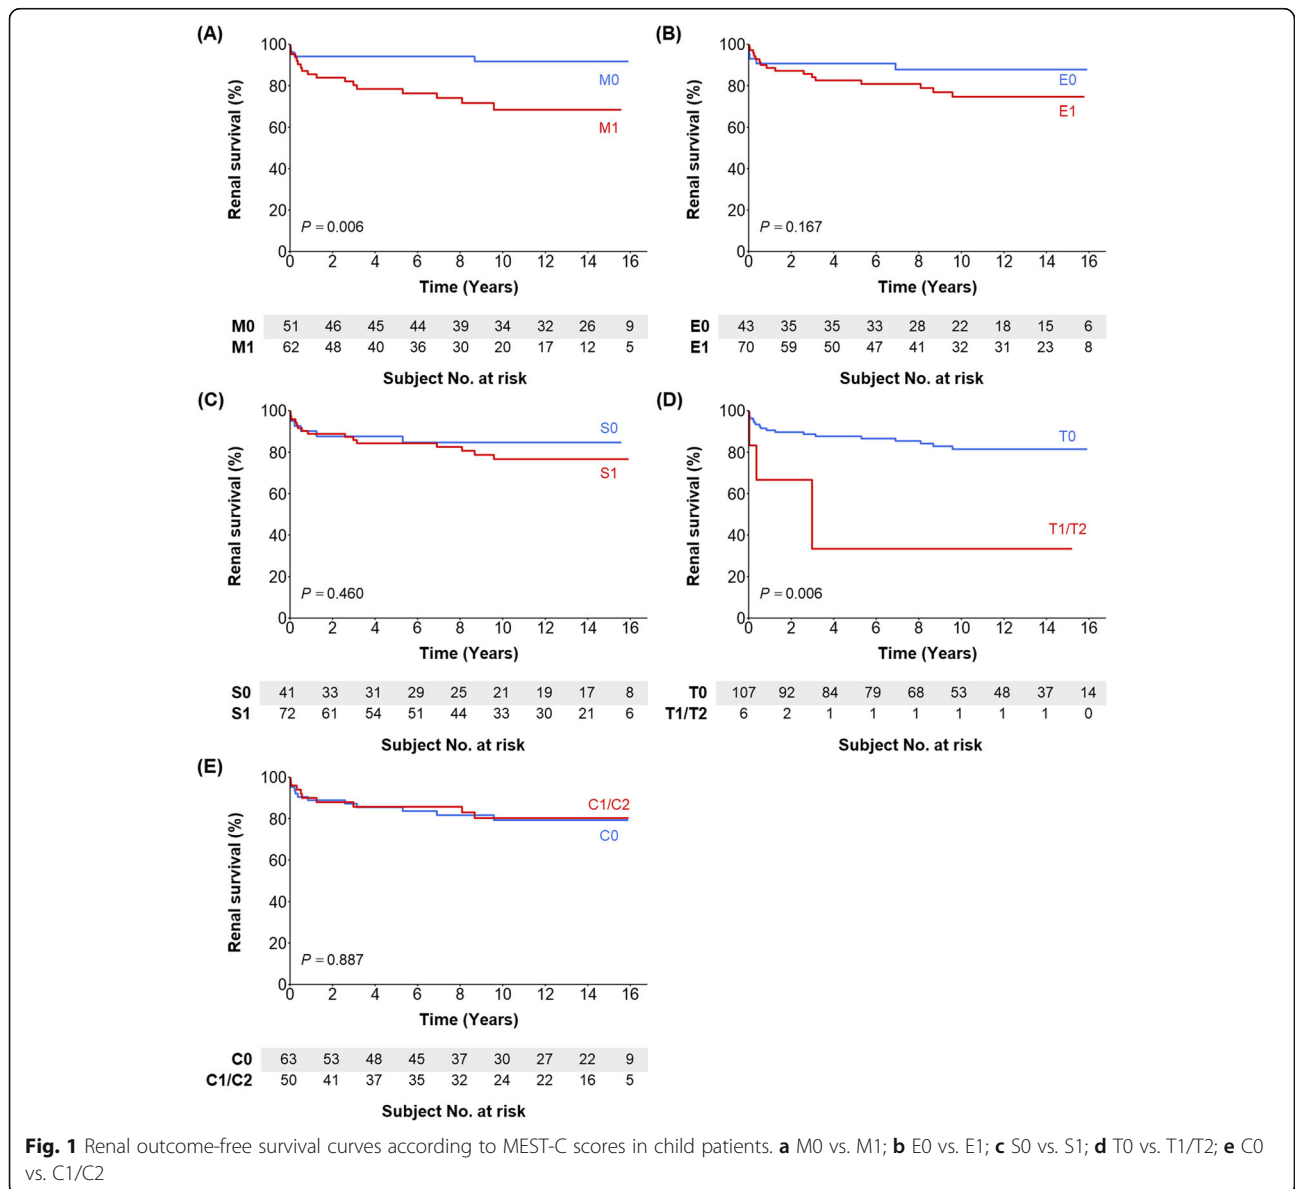 (A)
100
80
60
40
20
0
Renal survival (%)
M0
M1
P = 0.006
0 2 4 6 8 10 12 14 16
Time (Years)
M0 51 46 45 44 39 34 32 26 9
M1 62 48 40 36 30 20 17 12 5
Subject No. at risk
(B)
100
80
60
40
20
0
Renal survival (%)
E0
E1
P = 0.167
0 2 4 6 8 10 12 14 16
Time (Years)
E0 43 35 35 33 28 22 18 15 6
E1 70 59 50 47 41 32 31 23 8
Subject No. at risk
(C)
100
80
60
40
20
0
Renal survival (%)
S0
S1
P = 0.460
0 2 4 6 8 10 12 14 16
Time (Years)
S0 41 33 31 29 25 21 19 17 8
S1 72 61 54 51 44 33 30 21 6
Subject No. at risk
(D)
100
80
60
40
20
0
Renal survival (%)
T0
T1/T2
P = 0.006
0 2 4 6 8 10 12 14 16
Time (Years)
T0 107 92 84 79 68 53 48 37 14
T1/T2 6 2 1 1 1 1 1 1 0
Subject No. at risk
(E)
100
80
60
40
20
0
Renal survival (%)
C1/C2
C0
P = 0.887
0 2 4 6 8 10 12 14 16
Time (Years)
C0 63 53 48 45 37 30 27 22 9
C1/C2 50 41 37 35 32 24 22 16 5
Subject No. at risk
Fig. 1 Renal outcome-free survival curves according to MEST-C scores in child patients. a M0 vs. M1; b E0 vs. E1; c S0 vs. S1; d T0 vs. T1/T2; e C0
vs. C1/C2